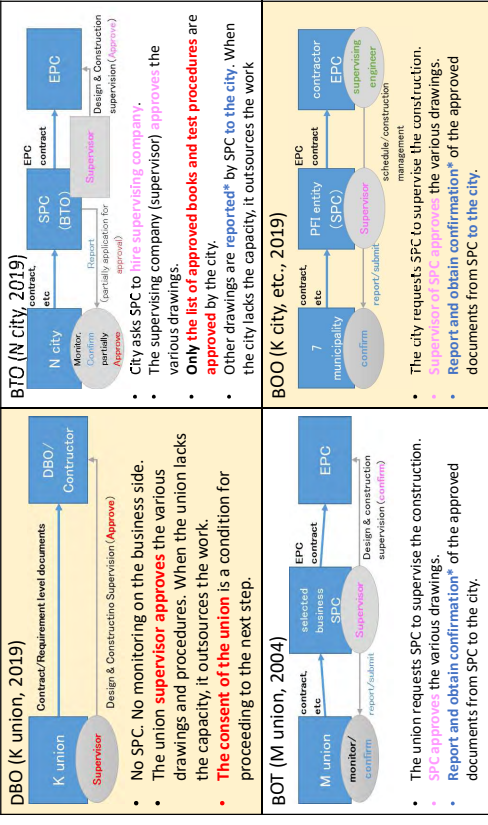 DBO (K union, 2019)
K union
Supervisor
Contract/Requirement level documents
Design & Constructino Supervision (Approve)
DBO/
Contructor
• No SPC. No monitoring on the business side.
• The union supervisor approves the various
drawings and procedures. When the union lacks
the capacity, it outsources the work.
• The consent of the union is a condition for
proceeding to the next step.
BTO (N city, 2019)
N city
Monitor,
Confirm
partially
Approve
contract,
etc
Report
(partially application for
approval)
SPC
(BTO)
Supervisor
EPC
contract
EPC
Design & Construction
supervision (Approve)
• City asks SPC to hire supervising company.
• The supervising company (supervisor) approves the
various drawings.
• Only the list of approved books and test procedures are
approved by the city.
• Other drawings are reported* by SPC to the city. When
the city lacks the capacity, it outsources the work
BOT (M union, 2004)
M union
monitor/
confirm
contract,
etc
report/submit
selected
business
SPC
Supervisor
EPC
contract
EPC
Design & construction
supervision (confirm)
• The union requests SPC to supervise the construction.
• SPC approves the various drawings.
• Report and obtain confirmation* of the approved
documents from SPC to the city.
BOO (K city, etc., 2019)
7
municipality
confirm
contract,
etc
report/submit
PFI entity
(SPC)
Supervisor
EPC
contract
contractor
EPC
supervising
engineer
schedule/construction
management
• The city requests SPC to supervise the construction.
• Supervisor of SPC approves the various drawings.
• Report and obtain confirmation* of the approved
documents from SPC to the city.